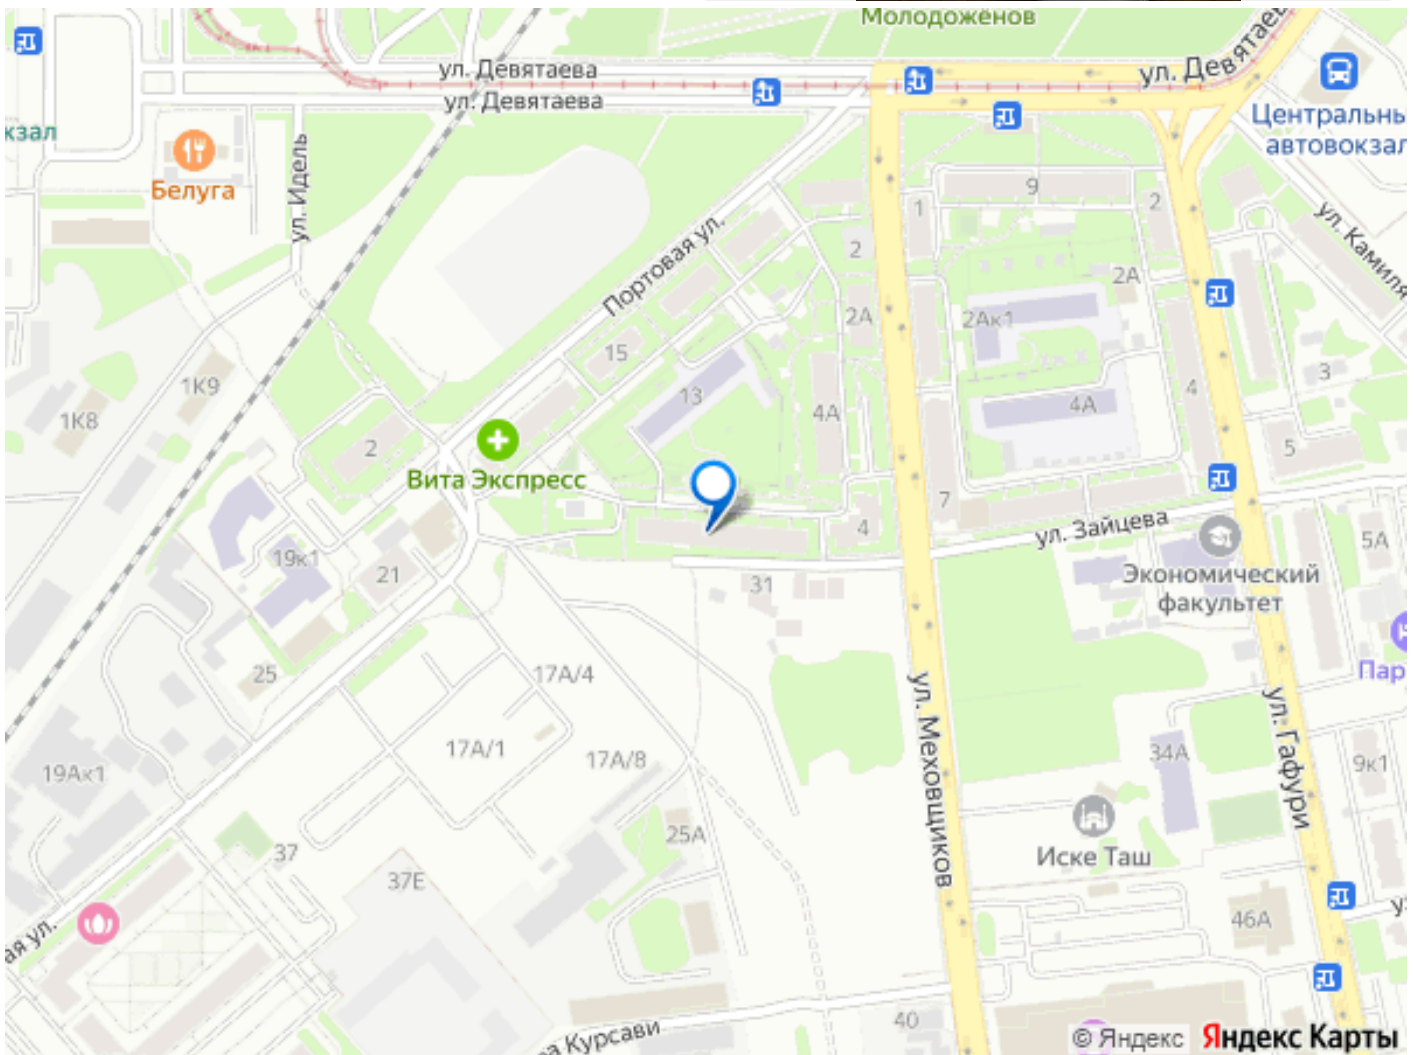 Молодожёнов
ул. Девятаева
ул. Девятаева
ул. Девятаев
Центральны
автовокзал
кзал
Белуга
ул. Идель
ул. Камиля
Портовая ул.
1
9
2
2
2А
2А
2Ак1
15
1К9
3
13
4
4А
4А
1К8
2
5
Вита Экспресс
7
4
ул. Зайцева
5А
19к1
21
31
Экономический
факультет
25
17А/4
ул. Меховщиков
ул. Гафури
Пар
17А/1
17А/8
34А
9к1
19Ак1
25А
37
Иске Таш
37Е
46А
ая ул.
а Курсави
40
© Яндекс Яндекс Карты